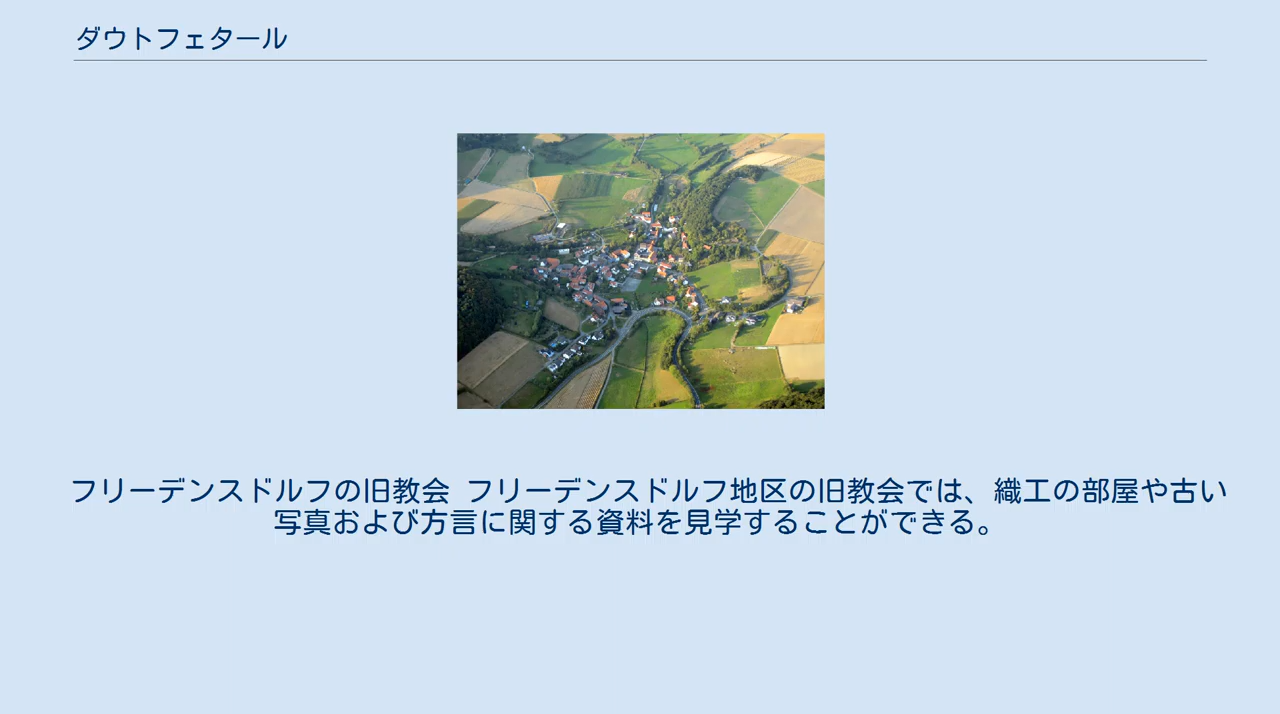 ダウトフェタール
フリーデンスドルフの旧教会 フリーデンスドルフ地区の旧教会では、織工の部屋や古い
写真および方言に関する資料を見学することができる。